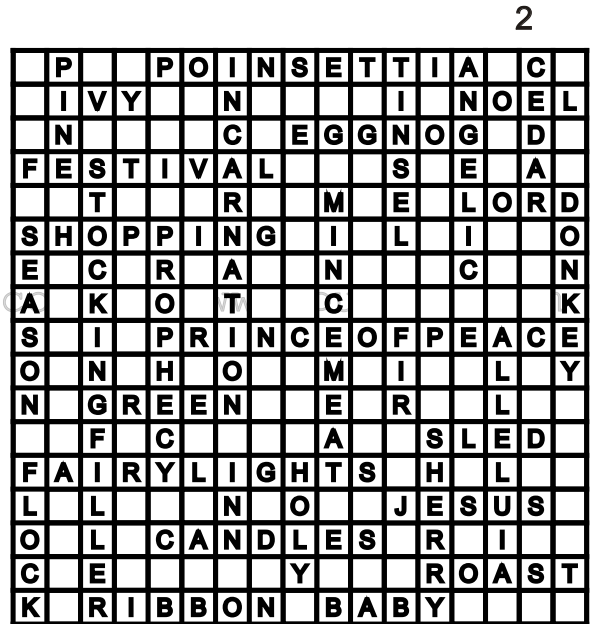 2
P POINSETTIA C
IVY N I NOEL
N C EGGNOG D
FESTIVAL S E A
T R M E LORD
SHOPPING I L I O
E C R A N C N
A K O T C K
S I PRINCEOFPEACE
O N H O M I L Y
N GREEN E R L
F C A SLED
FAIRYLIGHTS H L
L L N O JESUS
O L CANDLES R I
C E Y ROAST
K RIBBON BABY